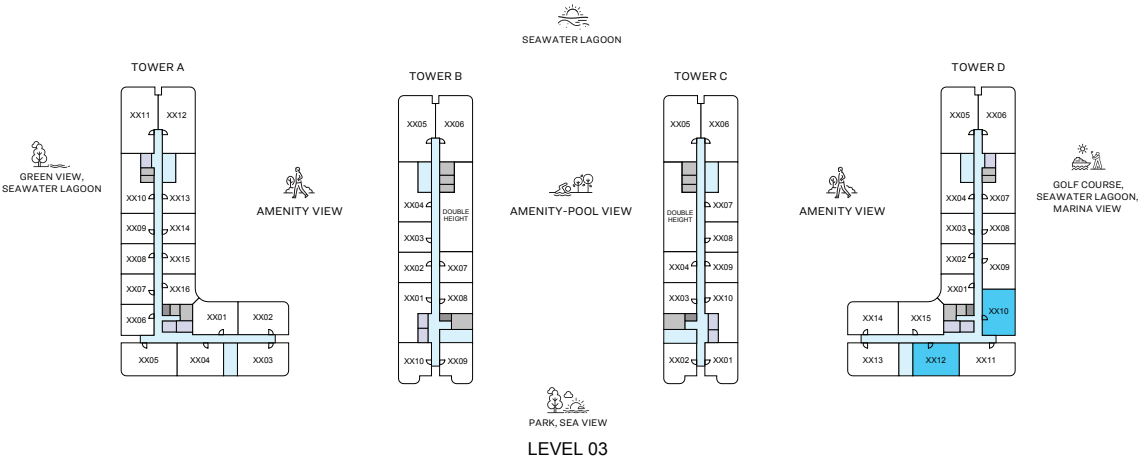 SEAWATER LAGOON
TOWER A
TOWER B
TOWER C
TOWER D
XX11 XX12
XX05 XX06
XX05 XX06
XX05 XX06
GREEN VIEW,
SEAWATER LAGOON
AMENITY VIEW
AMENITY-POOL VIEW
AMENITY VIEW
GOLF COURSE,
SEAWATER LAGOON,
MARINA VIEW
XX10 XX13
XX09 XX14
XX08 XX15
XX07 XX16
XX06 XX01 XX02
XX05 XX04 XX03
XX04 DOUBLE
HEIGHT
XX03
XX02 XX07
XX01 XX08
XX10 XX09
DOUBLE
HEIGHT
XX07
XX08
XX04 XX09
XX03 XX10
XX02 XX01
XX04 XX07
XX03 XX08
XX02 XX09
XX01
XX10
XX14 XX15
XX13 XX12 XX11
PARK, SEA VIEW
LEVEL 03